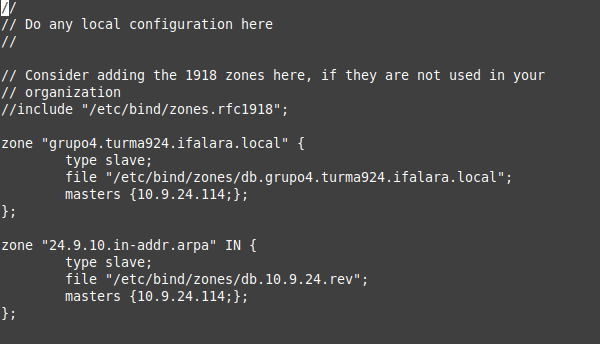 //
// Do any local configuration here
//

// Consider adding the 1918 zones here, if they are not used in your
// organization
//include "/etc/bind/zones.rfc1918";

zone "grupo4.turma924.ifalara.local" {
        type slave;
        file "/etc/bind/zones/db.grupo4.turma924.ifalara.local";
        masters {10.9.24.114;};
};

zone "24.9.10.in-addr.arpa" IN {
        type slave;
        file "/etc/bind/zones/db.10.9.24.rev";
        masters {10.9.24.114;};
};